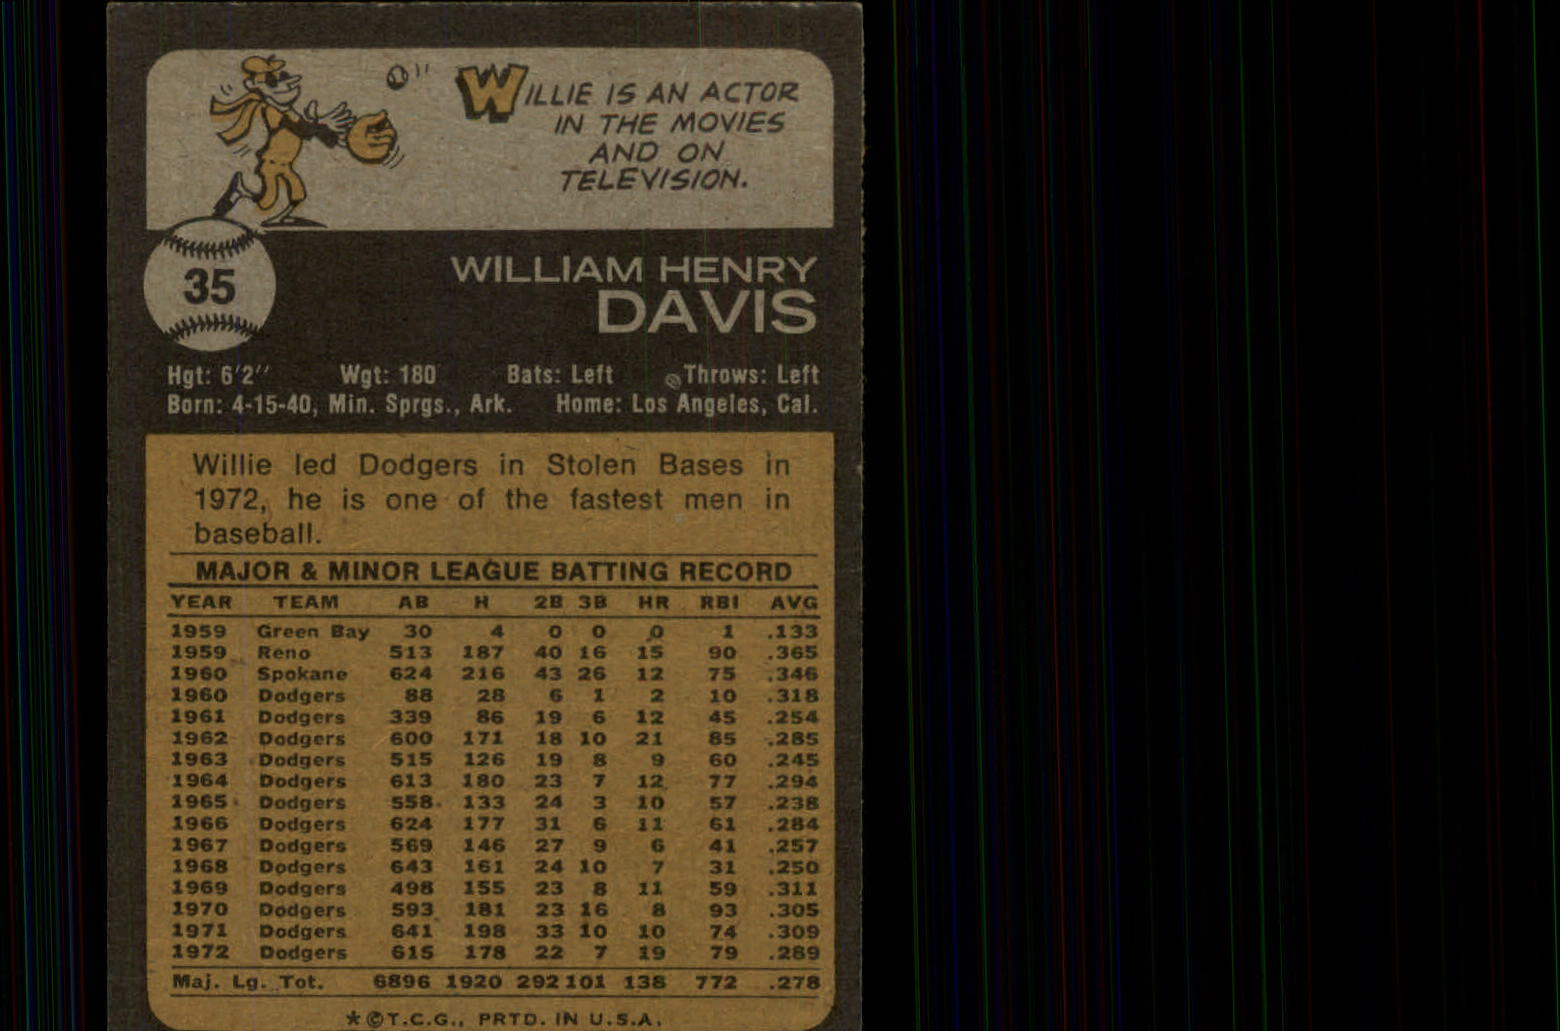 WILLIE IS AN ACTOR
IN THE MOVIES
AND ON
TELEVISION.
35
WILLIAM HENRY
DAVIS
Hgt: 6'2" Wgt: 180 Bats: Left Throws: Left
Born: 4-15-40, Min. Sprgs., Ark. Home: Los Angeles, Cal.
Willie led Dodgers in Stolen Bases in
1972, he is one of the fastest men in
baseball.
MAJOR & MINOR LEAGUE BATTING RECORD
YEAR TEAM AB H 2B 3B HR RBI AVG
1959 Green Bay 30 4 0 0 0 1 .133
1959 Reno 513 187 40 16 15 90 .365
1960 Spokane 624 216 43 26 12 75 .346
1960 Dodgers 88 28 6 1 2 10 .318
1961 Dodgers 339 86 19 6 12 45 .254
1962 Dodgers 600 171 18 10 21 85 .285
1963 Dodgers 515 126 19 8 9 60 .245
1964 Dodgers 613 180 23 7 12 77 .294
1965 Dodgers 558 133 24 3 10 57 .238
1966 Dodgers 624 177 31 6 11 61 .284
1967 Dodgers 569 146 27 9 6 41 .257
1968 Dodgers 643 161 24 10 7 31 .250
1969 Dodgers 498 155 23 8 11 59 .311
1970 Dodgers 593 181 23 16 8 93 .305
1971 Dodgers 641 198 33 10 10 74 .309
1972 Dodgers 615 178 22 7 19 79 .289
Maj. Lg. Tot. 6896 1920 292 101 138 772 .278
*©T.C.G., PRTD. IN U.S.A.